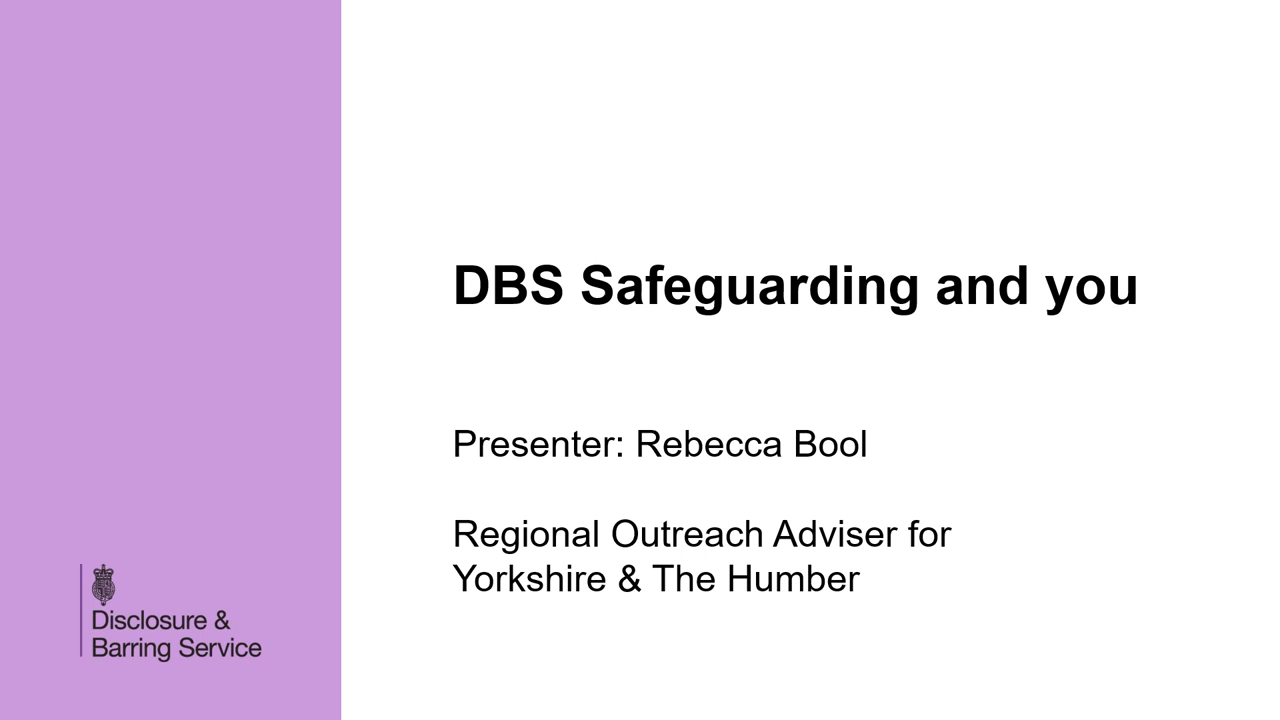 DBS Safeguarding and you
Presenter: Rebecca Bool
Regional Outreach Adviser for
Yorkshire & The Humber
Disclosure &
Barring Service